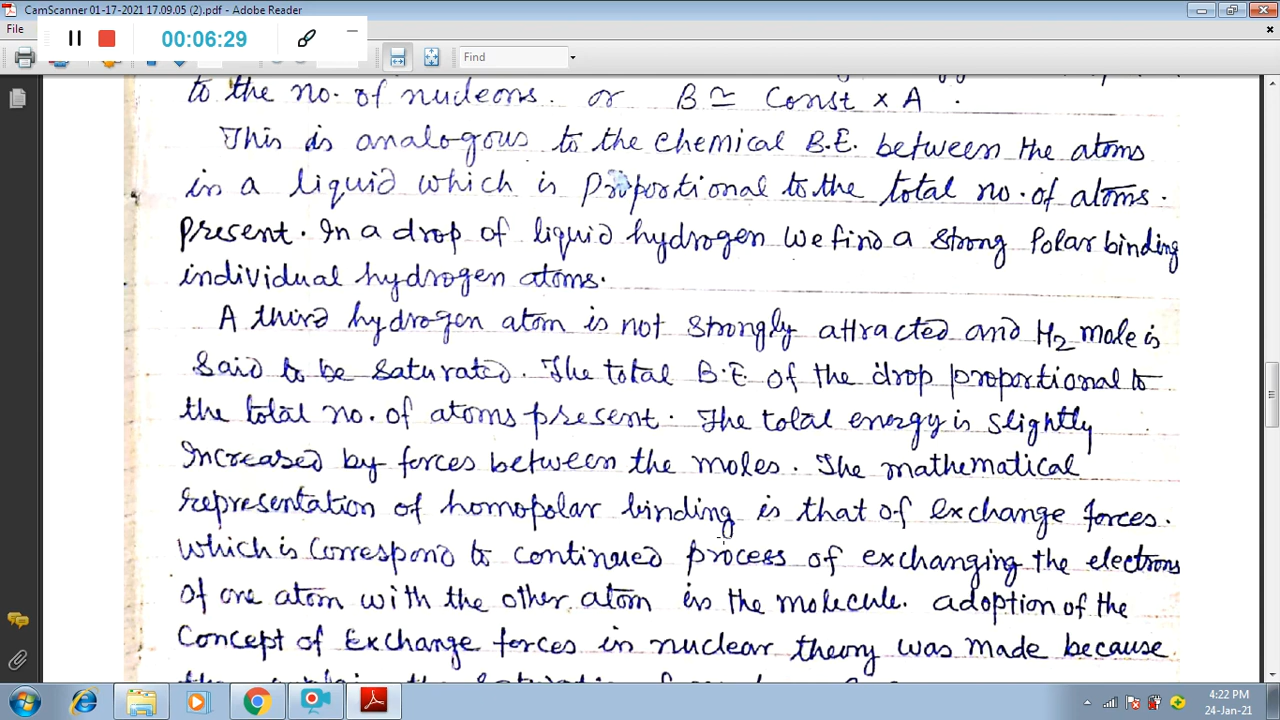 CamScanner 01-17-2021 17.09.05 (2).pdf - Adobe Reader
File
00:06:29
Find
to the no. of nucleons. or B ≃ Const × A .
This is analogous to the chemical B.E. between the atoms
in a liquid which is proportional to the total no. of atoms.
Present. In a drop of liquid hydrogen we find a strong Polar binding
individual hydrogen atoms.
A third hydrogen atom is not strongly attracted and H2 mole is
Said to be saturated. The total B.E of the drop proportional to
the total no. of atoms present. The total energy is slightly
Increased by forces between the moles. The mathematical
representation of homopolar binding is that of exchange forces.
which is correspond to continued process of exchanging the electrons
of one atom with the other atom in the molecule. adoption of the
Concept of Exchange forces in nuclear theory was made because
4:22 PM
24-Jan-21